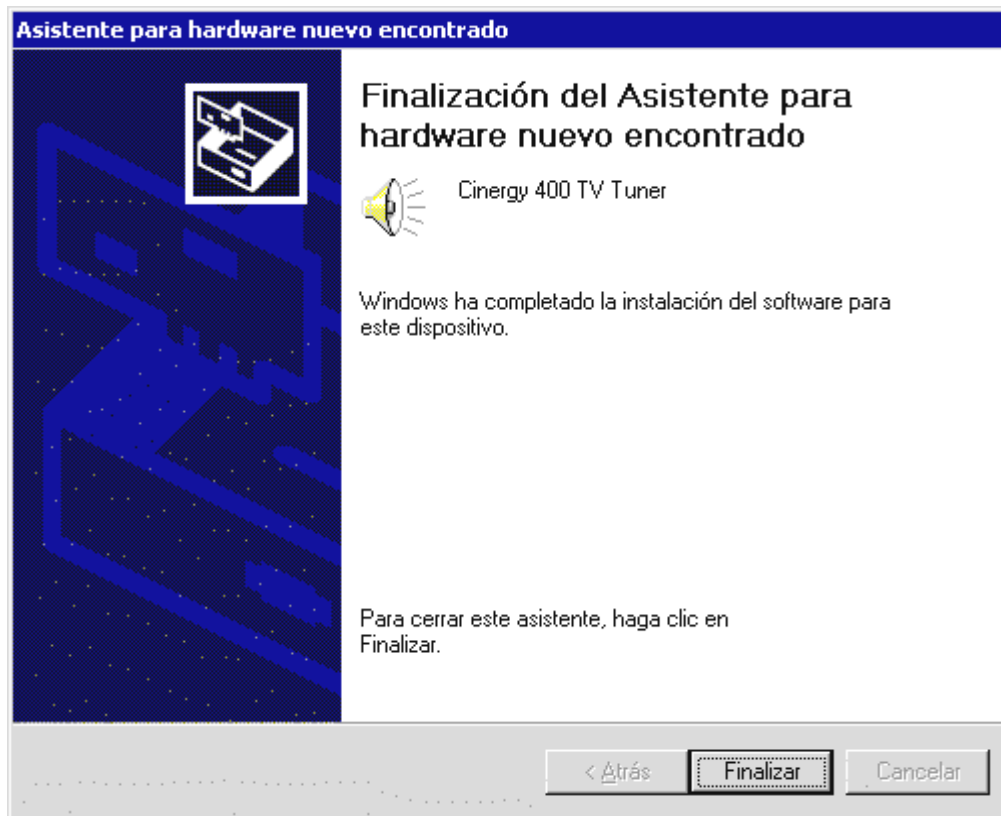 Asistente para hardware nuevo encontrado
Finalización del Asistente para
hardware nuevo encontrado
Cinergy 400 TV Tuner
Windows ha completado la instalación del software para
este dispositivo.
Para cerrar este asistente, haga clic en
Finalizar.
< Atrás
Finalizar
Cancelar